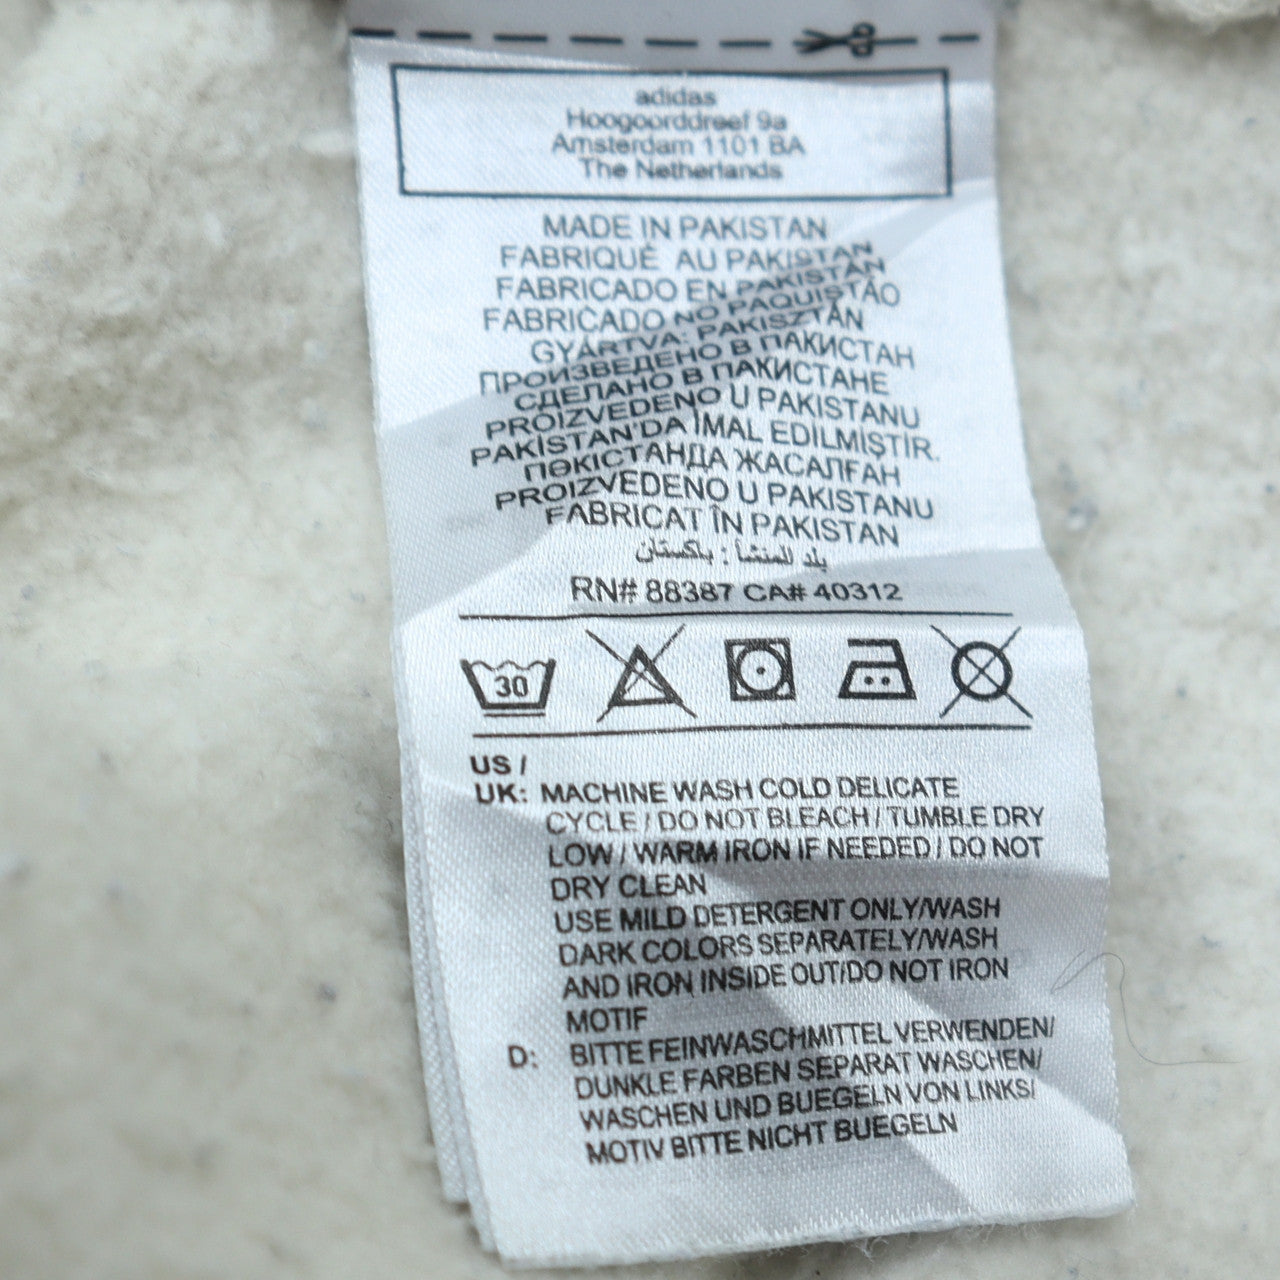 adidas
Hoogoorddreef 9a
Amsterdam 1101 BA
The Netherlands
MADE IN PAKISTAN
FABRIQUÉ AU PAKISTAN
FABRICADO EN PAKISTÁN
FABRICADO NO PAQUISTÃO
GYÁRTVA: PAKISZTÁN
ПРОИЗВЕДЕНО В ПАКИСТАН
СДЕЛАНО В ПАКИСТАНЕ
PROIZVEDENO U PAKISTANU
PAKİSTAN'DA İMAL EDİLMİŞTİR.
ПӘКІСТАНДА ЖАСАЛҒАН
PROIZVEDENO U PAKISTANU
FABRICAT ÎN PAKISTAN
بلد المنشأ : باكستان
RN# 88387 CA# 40312
30
US /
UK: MACHINE WASH COLD DELICATE
CYCLE / DO NOT BLEACH / TUMBLE DRY
LOW / WARM IRON IF NEEDED / DO NOT
DRY CLEAN
USE MILD DETERGENT ONLY/WASH
DARK COLORS SEPARATELY/WASH
AND IRON INSIDE OUT/DO NOT IRON
MOTIF
D: BITTE FEINWASCHMITTEL VERWENDEN/
DUNKLE FARBEN SEPARAT WASCHEN/
WASCHEN UND BUEGELN VON LINKS/
MOTIV BITTE NICHT BUEGELN